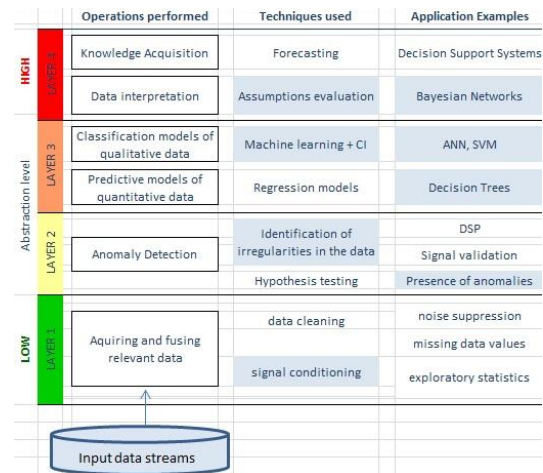 Operations performed
Techniques used
Application Examples
HIGH
LAYER 4
Knowledge Acquisition
Forecasting
Decision Support Systems
Data interpretation
Assumptions evaluation
Bayesian Networks
Abstraction level
LAYER 3
Classification models of
qualitative data
Machine learning + CI
ANN, SVM
Predictive models of
quantitative data
Regression models
Decision Trees
LAYER 2
Anomaly Detection
Identification of
irregularities in the data
Hypothesis testing
DSP
Signal validation
Presence of anomalies
LOW
LAYER 1
Aquiring and fusing
relevant data
data cleaning
signal conditioning
noise suppression
missing data values
exploratory statistics
Input data streams